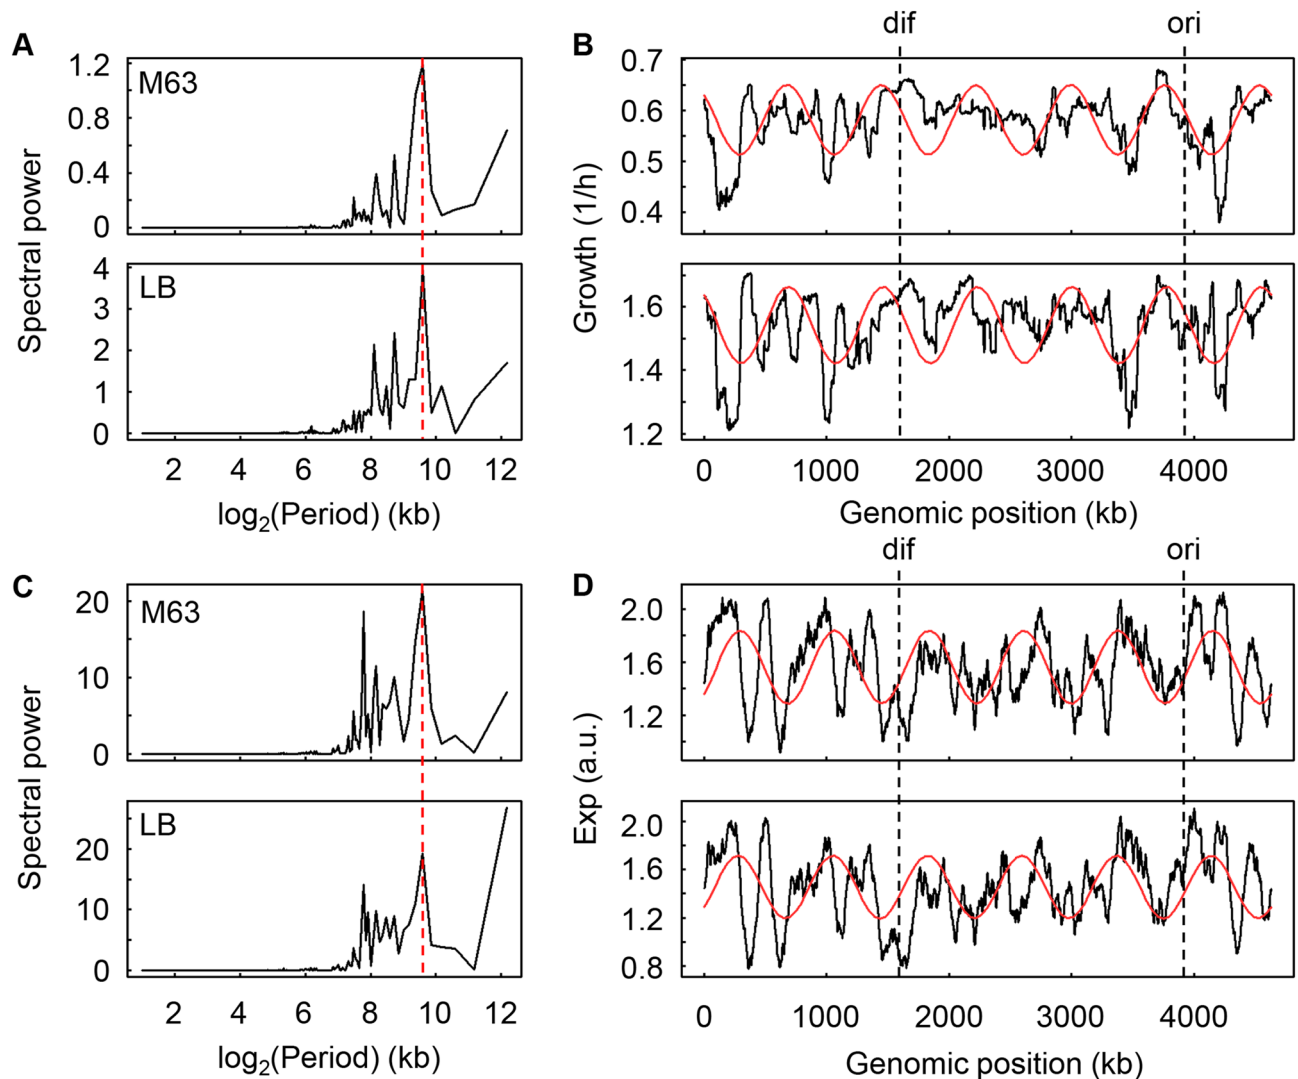 A
M63
1.2
0.8
0.4
0
LB
4
3
2
1
0
Spectral power
2 4 6 8 10 12
log2(Period) (kb)
B
dif ori
0.7
0.6
0.5
0.4
1.6
1.4
1.2
Growth (1/h)
0 1000 2000 3000 4000
Genomic position (kb)
C
M63
20
10
0
LB
20
10
0
Spectral power
2 4 6 8 10 12
log2(Period) (kb)
D
dif ori
2.0
1.6
1.2
2.0
1.6
1.2
0.8
Exp (a.u.)
0 1000 2000 3000 4000
Genomic position (kb)